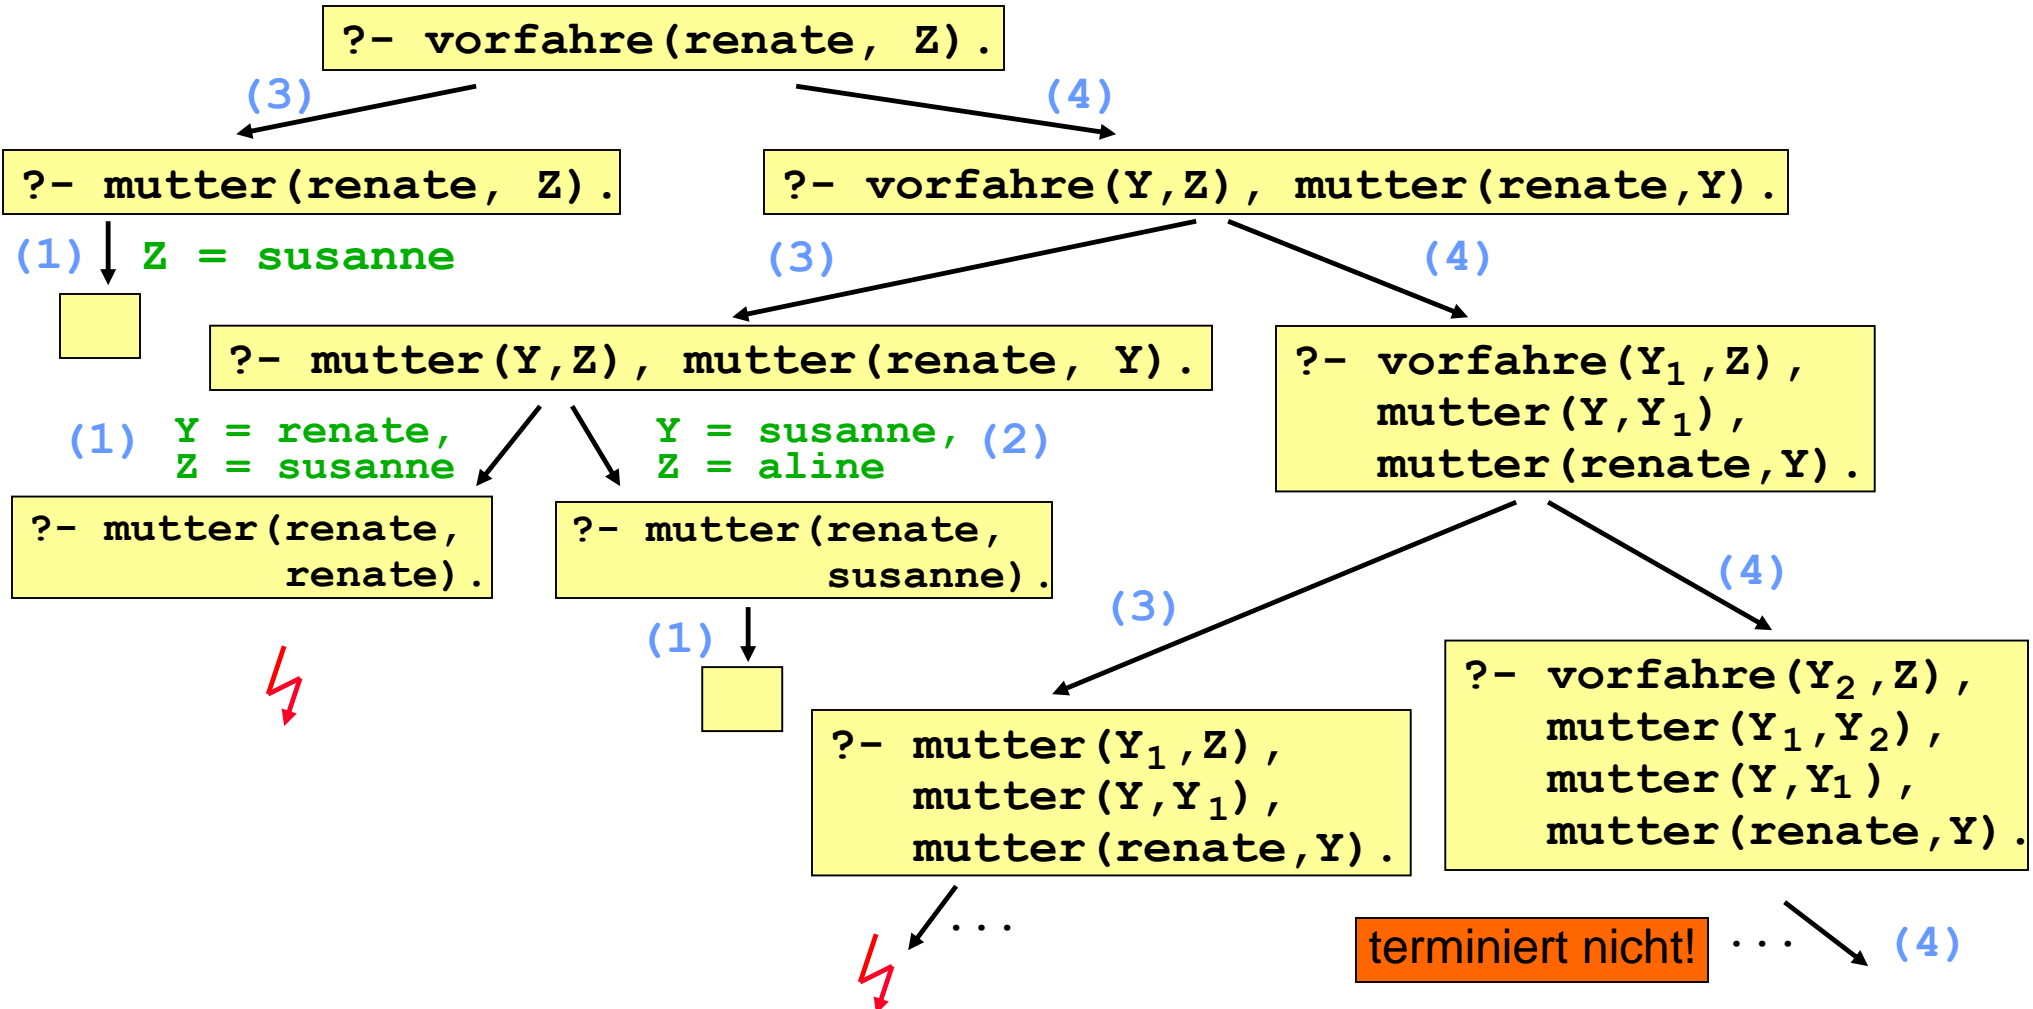 ?- vorfahre(renate, Z).
(3)
(4)
?- mutter(renate, Z).
?- vorfahre(Y,Z), mutter(renate,Y).
(1)
Z = susanne
(3)
(4)
?- mutter(Y,Z), mutter(renate, Y).
?- vorfahre(Y₁,Z),
mutter(Y,Y₁),
mutter(renate,Y).
(1)
Y = renate,
Z = susanne
Y = susanne,
Z = aline
(2)
?- mutter(renate,
renate).
?- mutter(renate,
susanne).
(1)
(3)
(4)
?- mutter(Y₁,Z),
mutter(Y,Y₁),
mutter(renate,Y).
?- vorfahre(Y₂,Z),
mutter(Y₁,Y₂),
mutter(Y,Y₁),
mutter(renate,Y).
...
terminiert nicht!
...
(4)